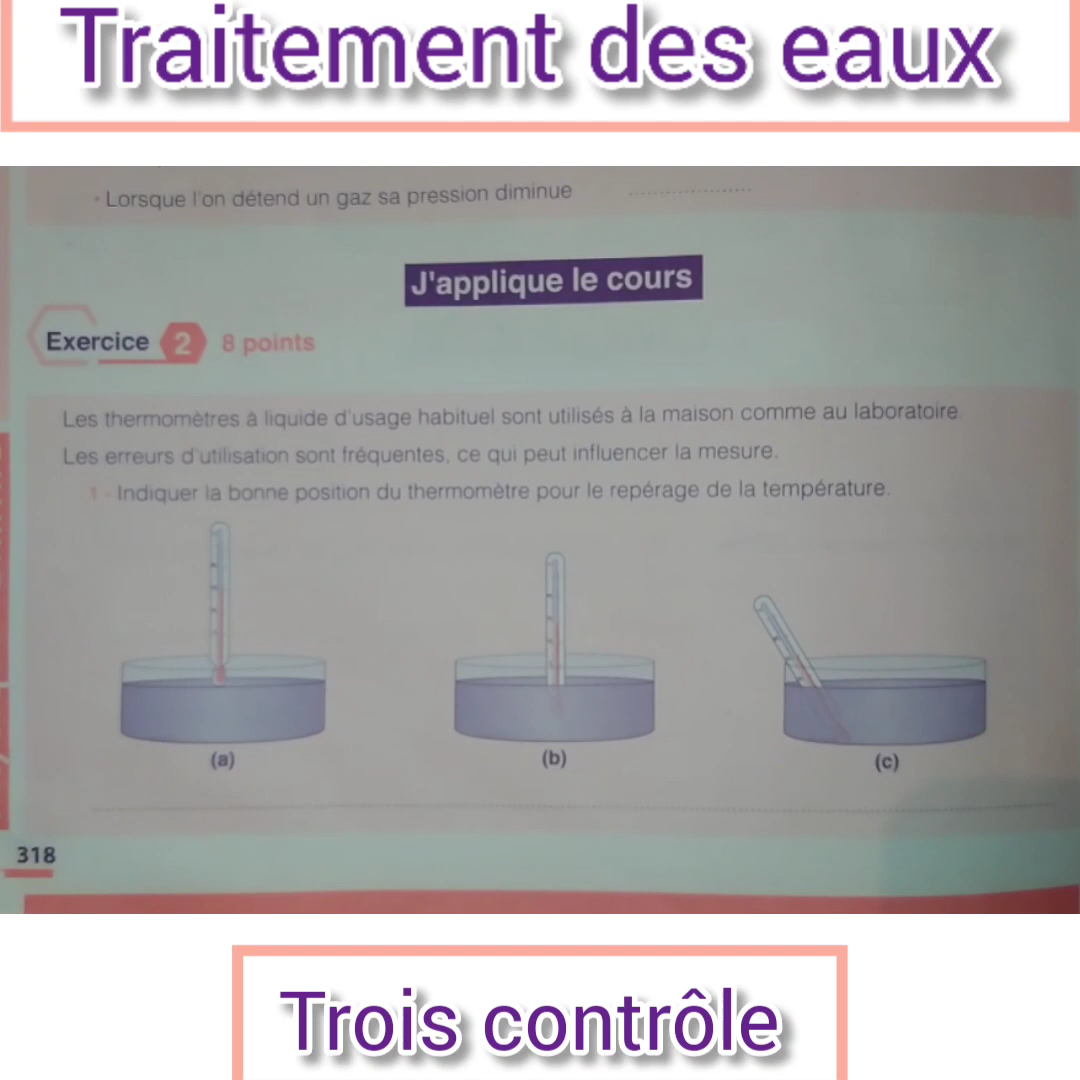 Traitement des eaux
· Lorsque l'on détend un gaz sa pression diminue ....................
J'applique le cours
Exercice 2 8 points
Les thermomètres à liquide d'usage habituel sont utilisés à la maison comme au laboratoire.
Les erreurs d'utilisation sont fréquentes, ce qui peut influencer la mesure.
1 - Indiquer la bonne position du thermomètre pour le repérage de la température.
(a) (b) (c)
318
Trois contrôle